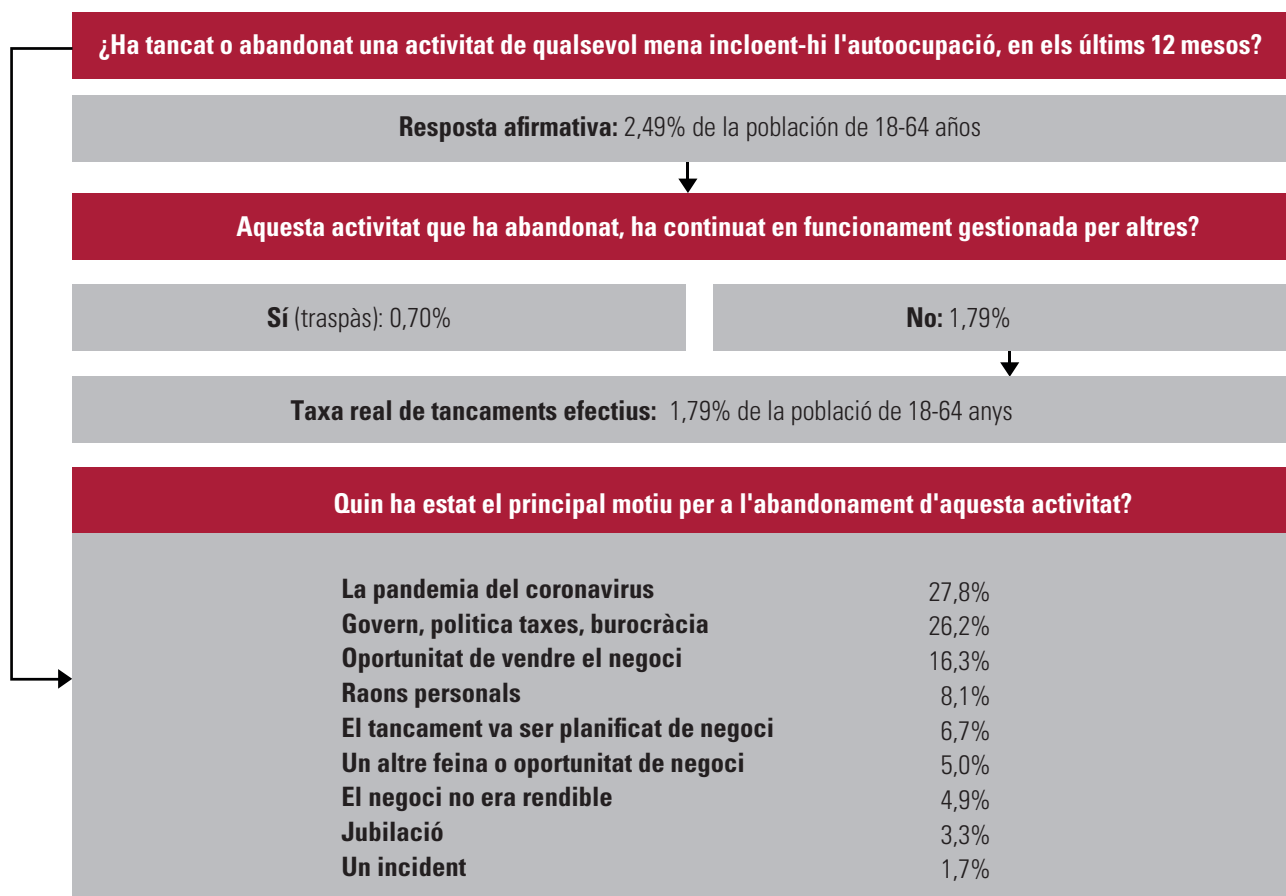 ¿Ha tancat o abandonat una activitat de qualsevol mena incloent-hi l'autoocupació, en els últims 12 mesos?
Resposta afirmativa: 2,49% de la población de 18-64 años
Aquesta activitat que ha abandonat, ha continuat en funcionament gestionada per altres?
Sí (traspàs): 0,70%
No: 1,79%
Taxa real de tancaments efectius: 1,79% de la població de 18-64 anys
Quin ha estat el principal motiu per a l'abandonament d'aquesta activitat?
La pandemia del coronavirus 27,8%
Govern, politica taxes, burocràcia 26,2%
Oportunitat de vendre el negoci 16,3%
Raons personals 8,1%
El tancament va ser planificat de negoci 6,7%
Un altre feina o oportunitat de negoci 5,0%
El negoci no era rendible 4,9%
Jubilació 3,3%
Un incident 1,7%